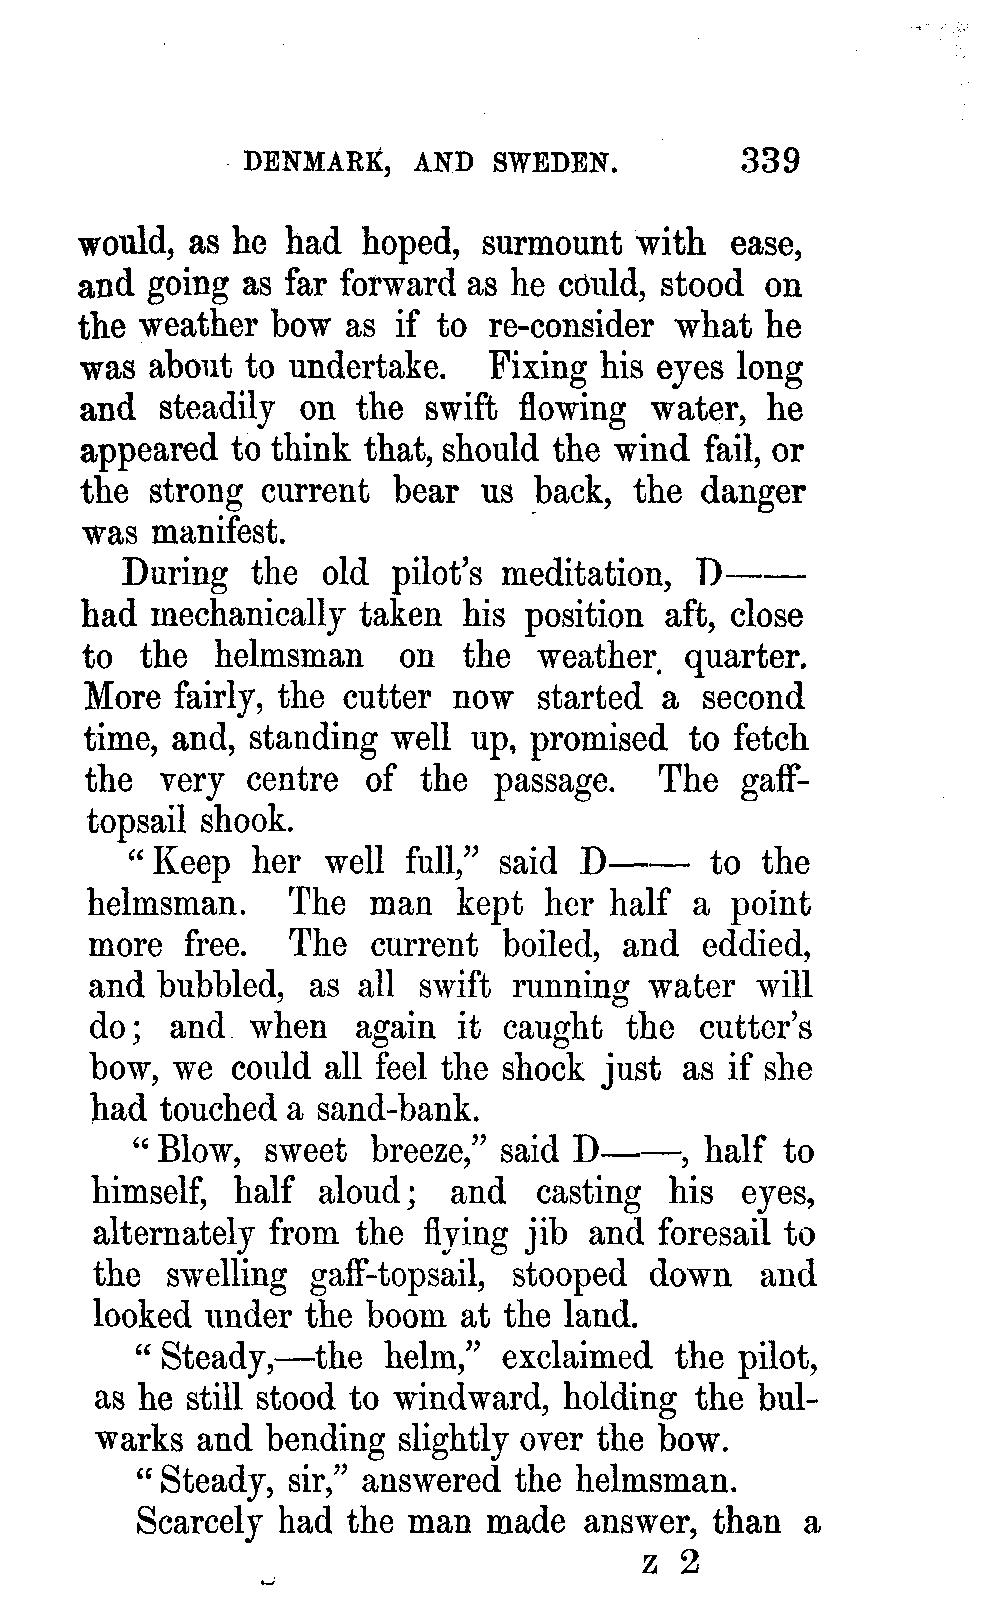 DENMARK, AND SWEDEN. 339
would, as he had hoped, surmount with ease,
and going as far forward as he could, stood on
the weather bow as if to re-consider what he
was about to undertake. Fixing his eyes long
and steadily on the swift flowing water, he
appeared to think that, should the wind fail, or
the strong current bear us back, the danger
was manifest.
During the old pilot's meditation, D——
had mechanically taken his position aft, close
to the helmsman on the weather quarter.
More fairly, the cutter now started a second
time, and, standing well up, promised to fetch
the very centre of the passage. The gaff-
topsail shook.
"Keep her well full," said D—— to the
helmsman. The man kept her half a point
more free. The current boiled, and eddied,
and bubbled, as all swift running water will
do; and when again it caught the cutter's
bow, we could all feel the shock just as if she
had touched a sand-bank.
"Blow, sweet breeze," said D——, half to
himself, half aloud; and casting his eyes,
alternately from the flying jib and foresail to
the swelling gaff-topsail, stooped down and
looked under the boom at the land.
"Steady,—the helm," exclaimed the pilot,
as he still stood to windward, holding the bul-
warks and bending slightly over the bow.
"Steady, sir," answered the helmsman.
Scarcely had the man made answer, than a
Z 2